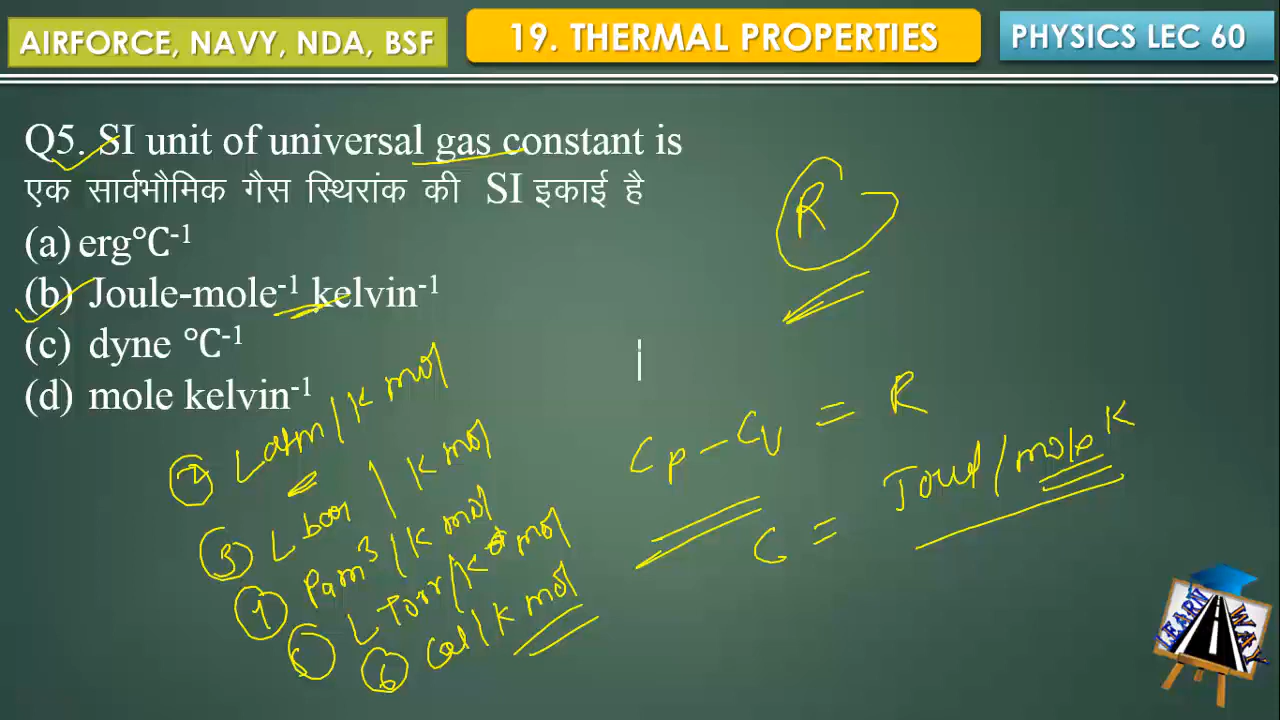 AIRFORCE, NAVY, NDA, BSF
19. THERMAL PROPERTIES
PHYSICS LEC 60
Q5. SI unit of universal gas constant is
एक सार्वभौमिक गैस स्थिरांक की SI इकाई है
(a) erg°C⁻¹
(b) Joule-mole⁻¹ kelvin⁻¹
(c) dyne °C⁻¹
(d) mole kelvin⁻¹
R
Cp - Cv = R
C = Joul/mole K
② L atm/K mol
③ L bar/K mol
Pam³/K mol
L Torr/K mol
⑥ Cal/K mol
LEARN WAY